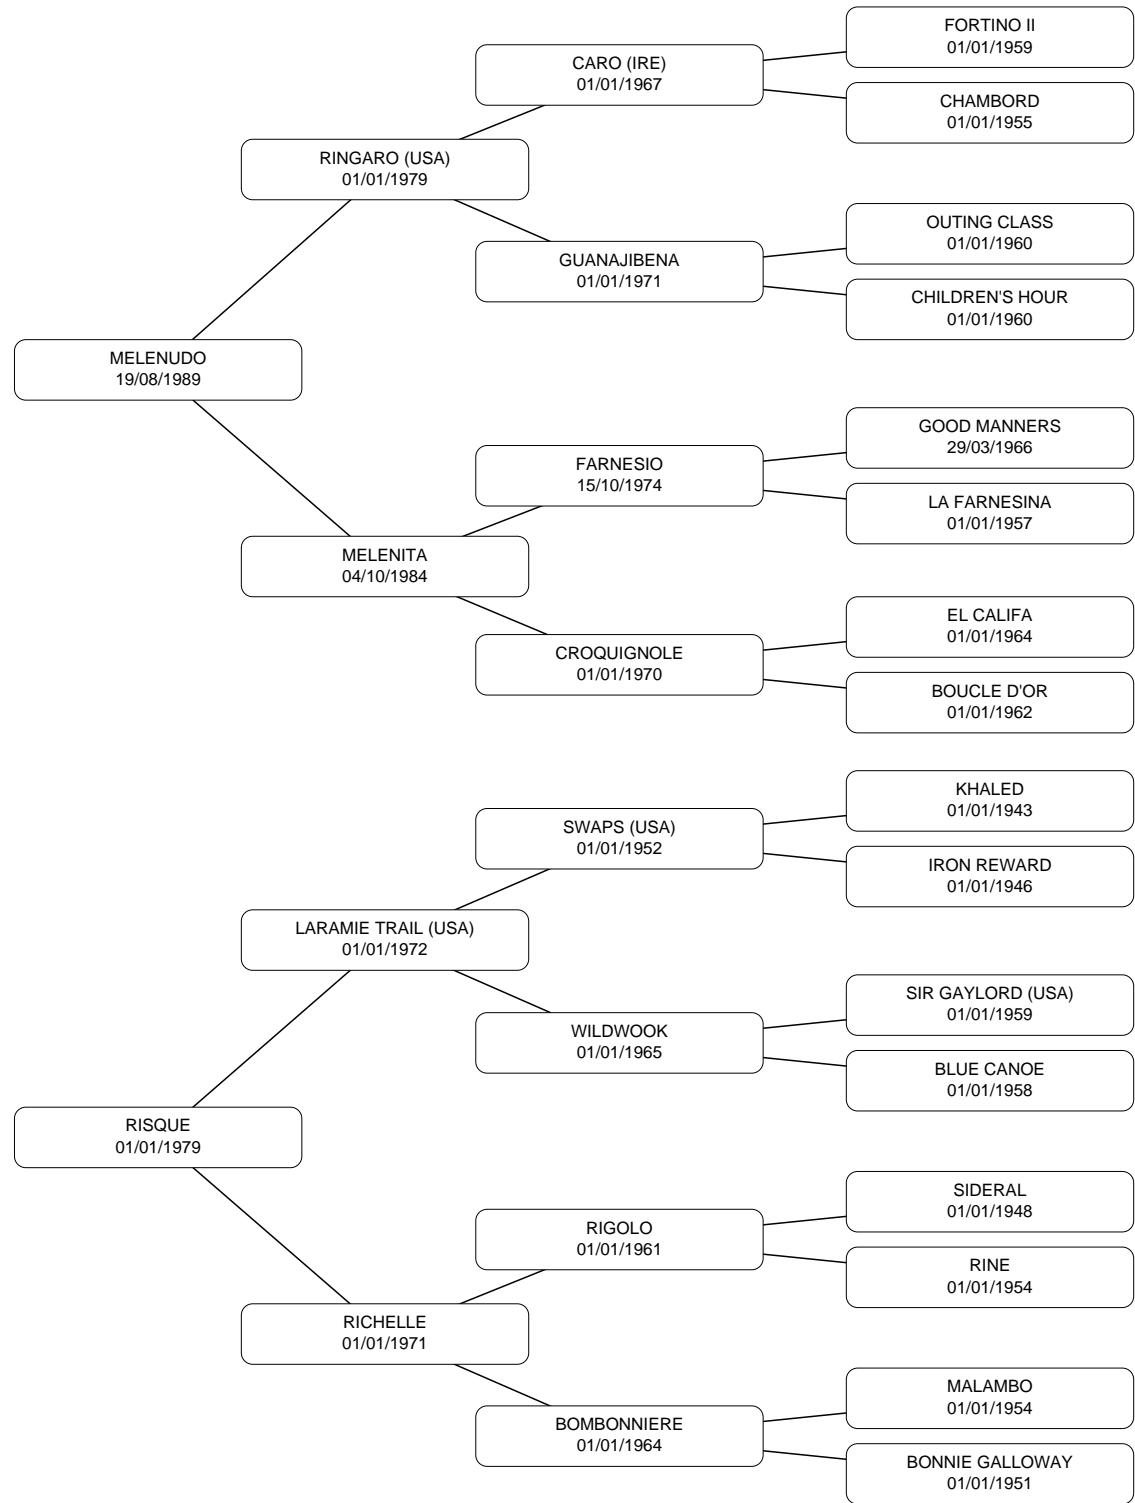 FORTINO II
01/01/1959
CARO (IRE)
01/01/1967
CHAMBORD
01/01/1955
RINGARO (USA)
01/01/1979
OUTING CLASS
01/01/1960
GUANAJIBENA
01/01/1971
CHILDREN'S HOUR
01/01/1960
MELENUDO
19/08/1989
GOOD MANNERS
29/03/1966
FARNESIO
15/10/1974
LA FARNESINA
01/01/1957
MELENITA
04/10/1984
EL CALIFA
01/01/1964
CROQUIGNOLE
01/01/1970
BOUCLE D'OR
01/01/1962
KHALED
01/01/1943
SWAPS (USA)
01/01/1952
IRON REWARD
01/01/1946
LARAMIE TRAIL (USA)
01/01/1972
SIR GAYLORD (USA)
01/01/1959
WILDWOOK
01/01/1965
BLUE CANOE
01/01/1958
RISQUE
01/01/1979
SIDERAL
01/01/1948
RIGOLO
01/01/1961
RINE
01/01/1954
RICHELLE
01/01/1971
MALAMBO
01/01/1954
BOMBONNIERE
01/01/1964
BONNIE GALLOWAY
01/01/1951